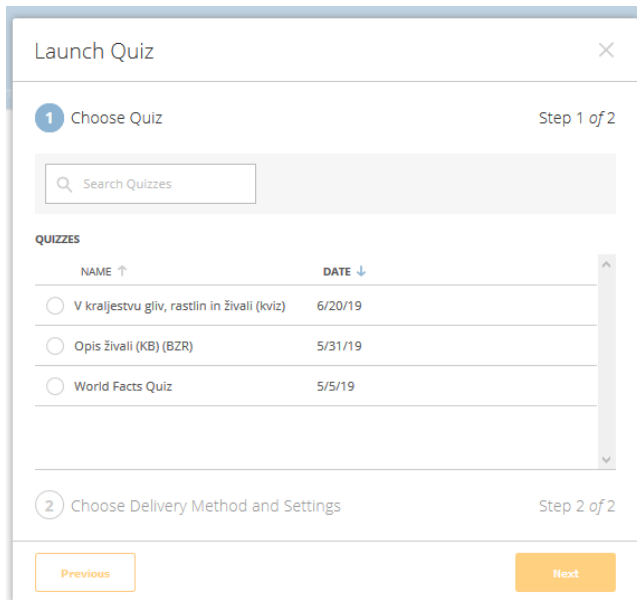 Launch Quiz
1 Choose Quiz Step 1 of 2
Search Quizzes
QUIZZES
NAME ↑ DATE ↓
V kraljestvu gliv, rastlin in živali (kviz) 6/20/19
Opis živali (KB) (BZR) 5/31/19
World Facts Quiz 5/5/19
2 Choose Delivery Method and Settings Step 2 of 2
Previous Next